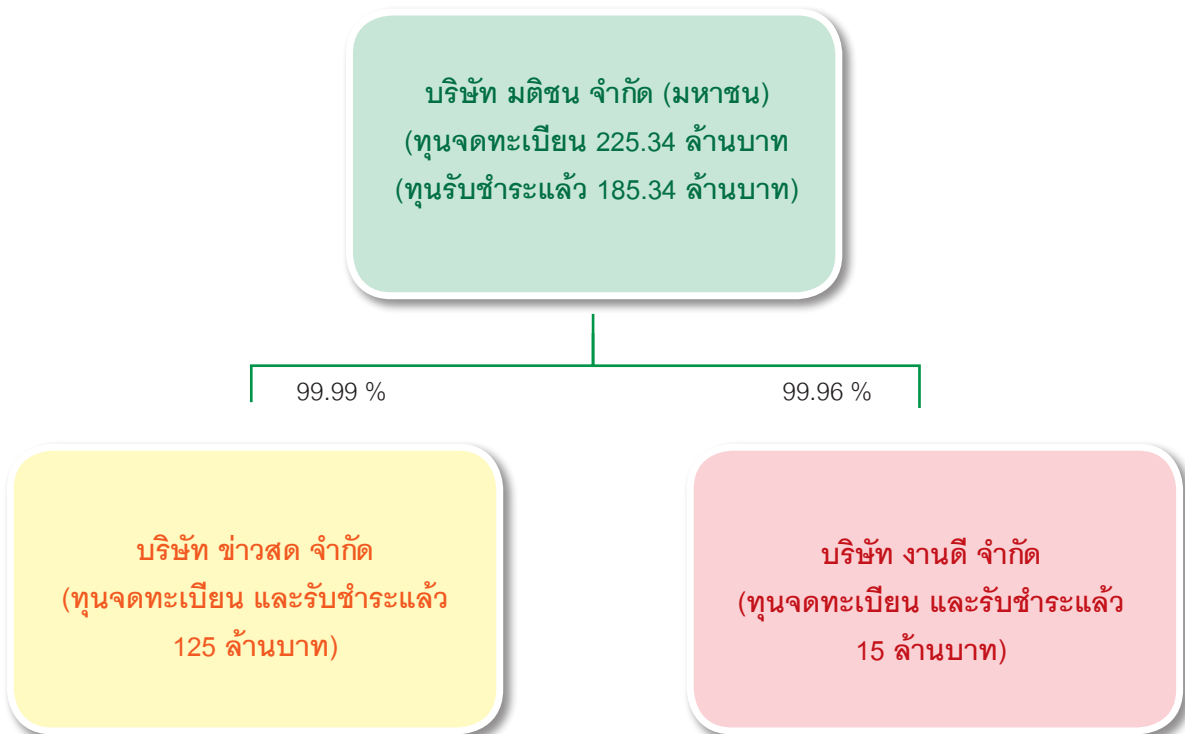 บริษัท มติชน จำกัด (มหาชน)
(ทุนจดทะเบียน 225.34 ล้านบาท
(ทุนรับชำระแล้ว 185.34 ล้านบาท)
99.99 %
99.96 %
บริษัท ข่าวสด จำกัด
(ทุนจดทะเบียน และรับชำระแล้ว
125 ล้านบาท)
บริษัท งานดี จำกัด
(ทุนจดทะเบียน และรับชำระแล้ว
15 ล้านบาท)